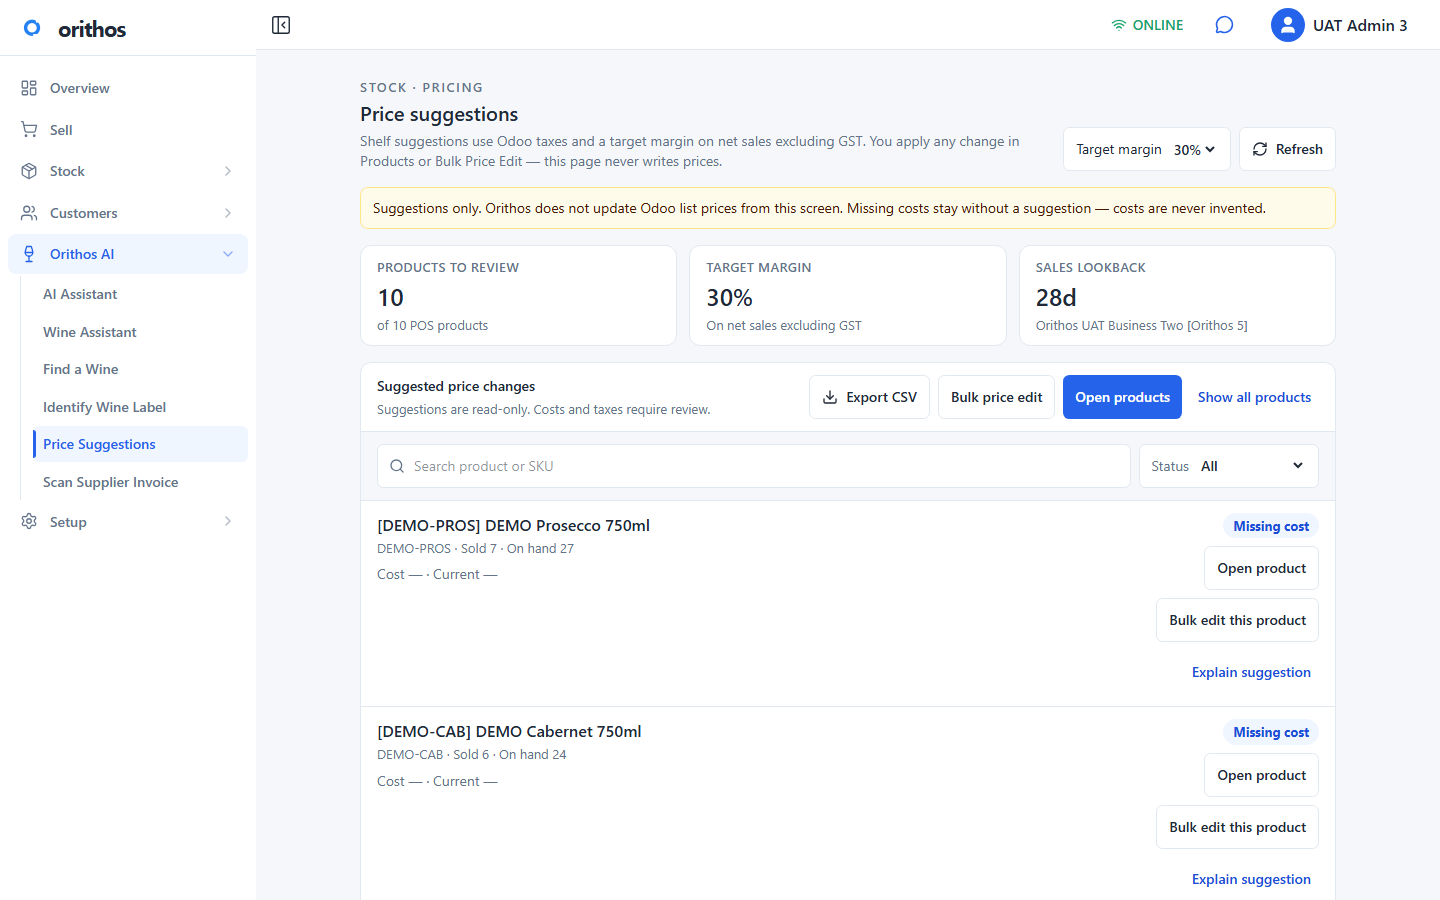 orithos
ONLINE
UAT Admin 3
Overview
Sell
Stock
Customers
Orithos AI
AI Assistant
Wine Assistant
Find a Wine
Identify Wine Label
Price Suggestions
Scan Supplier Invoice
Setup
STOCK · PRICING
Price suggestions
Shelf suggestions use Odoo taxes and a target margin on net sales excluding GST. You apply any change in
Products or Bulk Price Edit — this page never writes prices.
Target margin 30%
Refresh
Suggestions only. Orithos does not update Odoo list prices from this screen. Missing costs stay without a suggestion — costs are never invented.
PRODUCTS TO REVIEW
10
of 10 POS products
TARGET MARGIN
30%
On net sales excluding GST
SALES LOOKBACK
28d
Orithos UAT Business Two [Orithos 5]
Suggested price changes
Suggestions are read-only. Costs and taxes require review.
Export CSV
Bulk price edit
Open products
Show all products
Search product or SKU
Status All
[DEMO-PROS] DEMO Prosecco 750ml
DEMO-PROS · Sold 7 · On hand 27
Cost — · Current —
Missing cost
Open product
Bulk edit this product
Explain suggestion
[DEMO-CAB] DEMO Cabernet 750ml
DEMO-CAB · Sold 6 · On hand 24
Cost — · Current —
Missing cost
Open product
Bulk edit this product
Explain suggestion